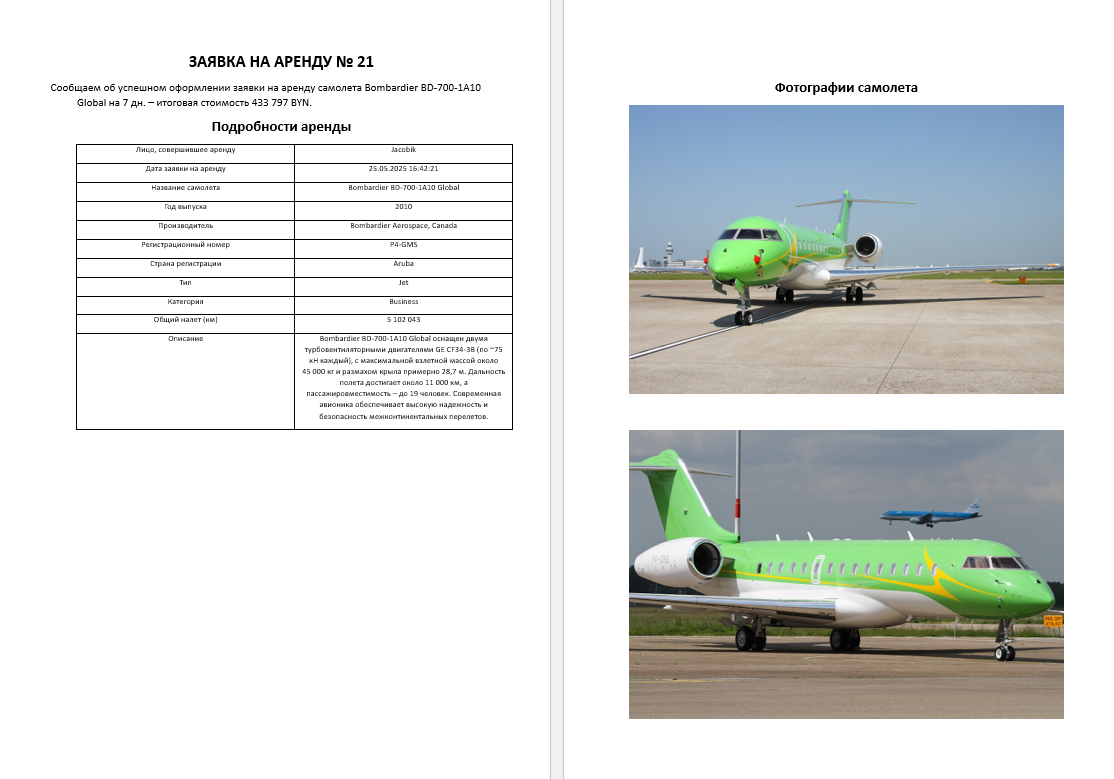 ЗАЯВКА НА АРЕНДУ № 21
Сообщаем об успешном оформлении заявки на аренду самолета Bombardier BD-700-1A10
Global на 7 дн. – итоговая стоимость 433 797 BYN.
Подробности аренды
Лицо, совершившее аренду
Jacobik
Дата заявки на аренду
25.05.2025 16:42:21
Название самолета
Bombardier BD-700-1A10 Global
Год выпуска
2010
Производитель
Bombardier Aerospace, Canada
Регистрационный номер
P4-GMS
Страна регистрации
Aruba
Тип
Jet
Категория
Business
Общий налет (км)
5 102 043
Описание
Bombardier BD-700-1A10 Global оснащен двумя
турбовентиляторными двигателями GE CF34-3B (по ~75
кН каждый), с максимальной взлетной массой около
45 000 кг и размахом крыла примерно 28,7 м. Дальность
полета достигает около 11 000 км, а
пассажировместимость – до 19 человек. Современная
авионика обеспечивает высокую надежность и
безопасность межконтинентальных перелетов.
Фотографии самолета
P4-GMS